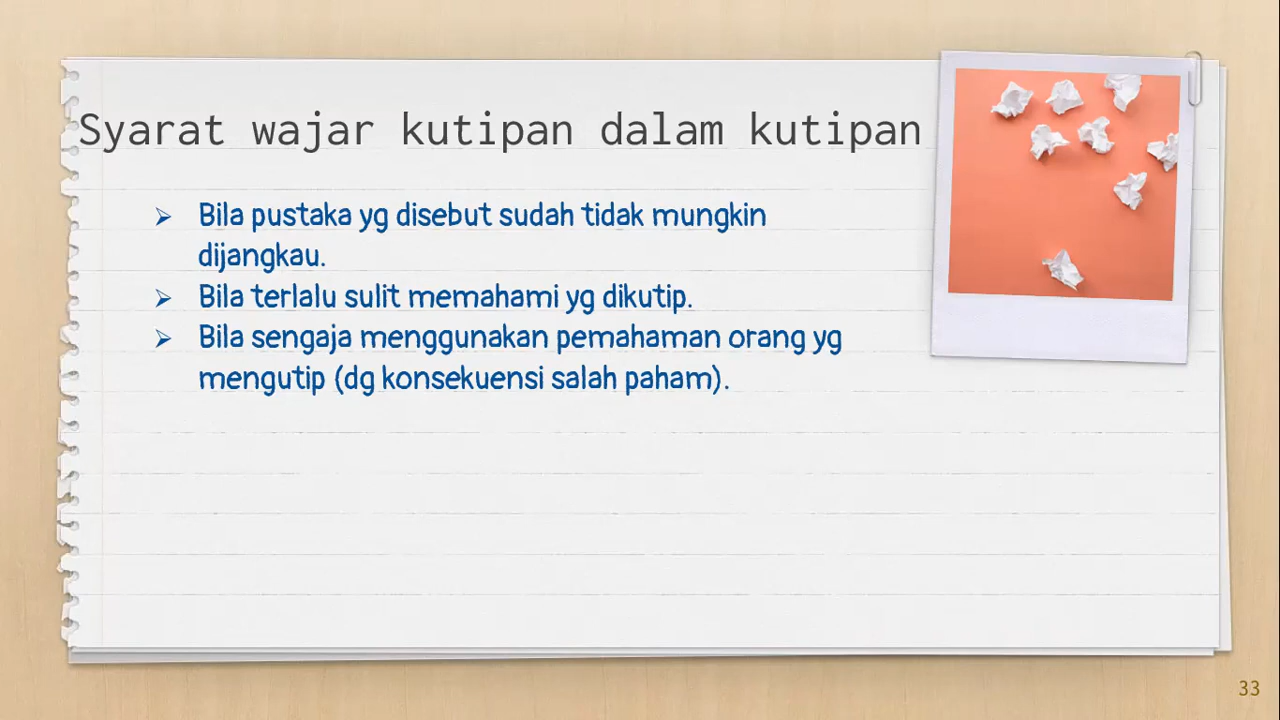 Syarat wajar kutipan dalam kutipan
➢ Bila pustaka yg disebut sudah tidak mungkin
dijangkau.
➢ Bila terlalu sulit memahami yg dikutip.
➢ Bila sengaja menggunakan pemahaman orang yg
mengutip (dg konsekuensi salah paham).
33